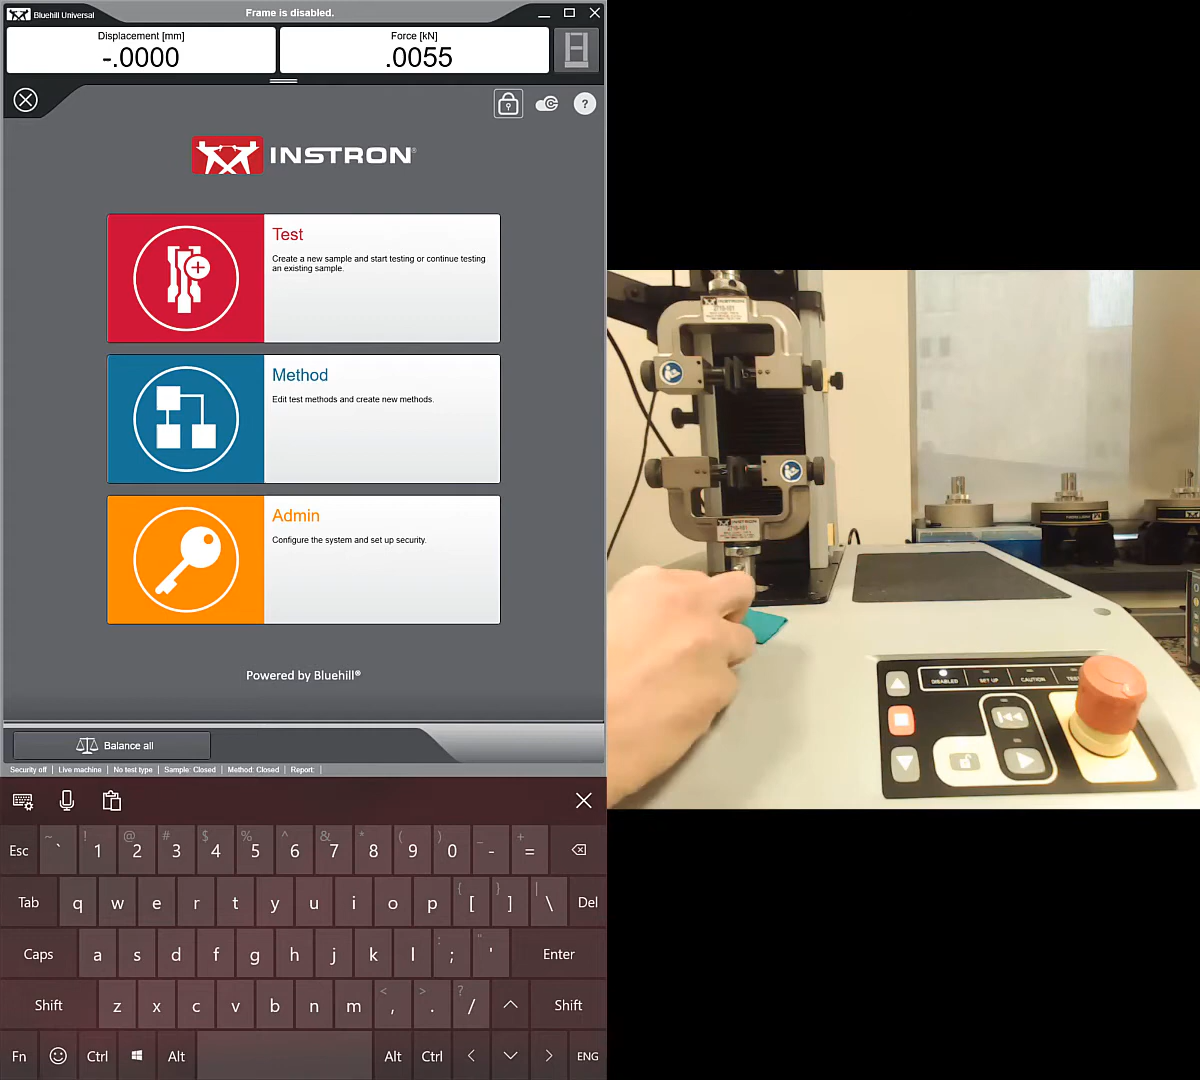 Bluehill Universal
Frame is disabled.
Displacement [mm]
-.0000
Force [kN]
.0055
?
INSTRON®
Test
Create a new sample and start testing or continue testing
an existing sample.
Method
Edit test methods and create new methods.
Admin
Configure the system and set up security.
Powered by Bluehill®
Balance all
Security off | Live machine | No test type | Sample: Closed | Method: Closed | Report: |
Esc ~ ` ! 1 @ 2 # 3 $ 4 % 5 ^ 6 & 7 * 8 ( 9 ) 0 _ - + =
Tab q w e r t y u i o p { [ } ] | \ Del
Caps a s d f g h j k l : ; " ' Enter
Shift z x c v b n m < , > . ? / Shift
Fn Ctrl Alt Alt Ctrl ENG
INSTRON
2710-101
INSTRON
DISABLED SET UP CAUTION